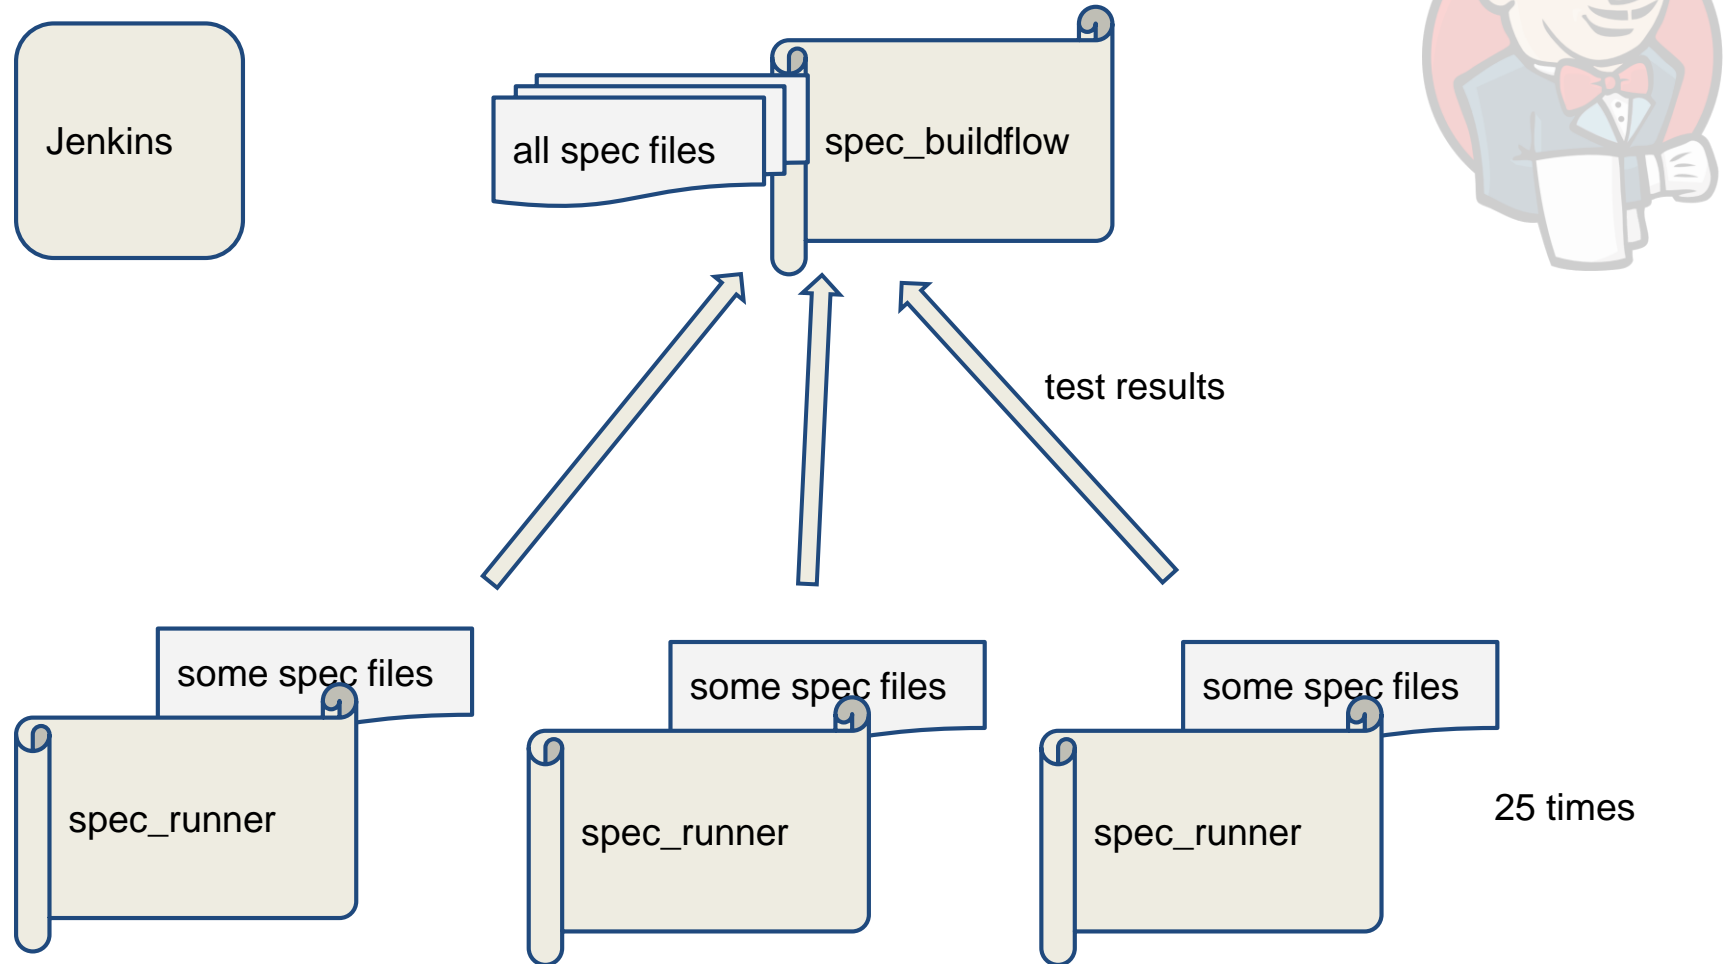 Jenkins
all spec files
spec_buildflow
test results
some spec files
some spec files
some spec files
spec_runner
spec_runner
spec_runner
25 times